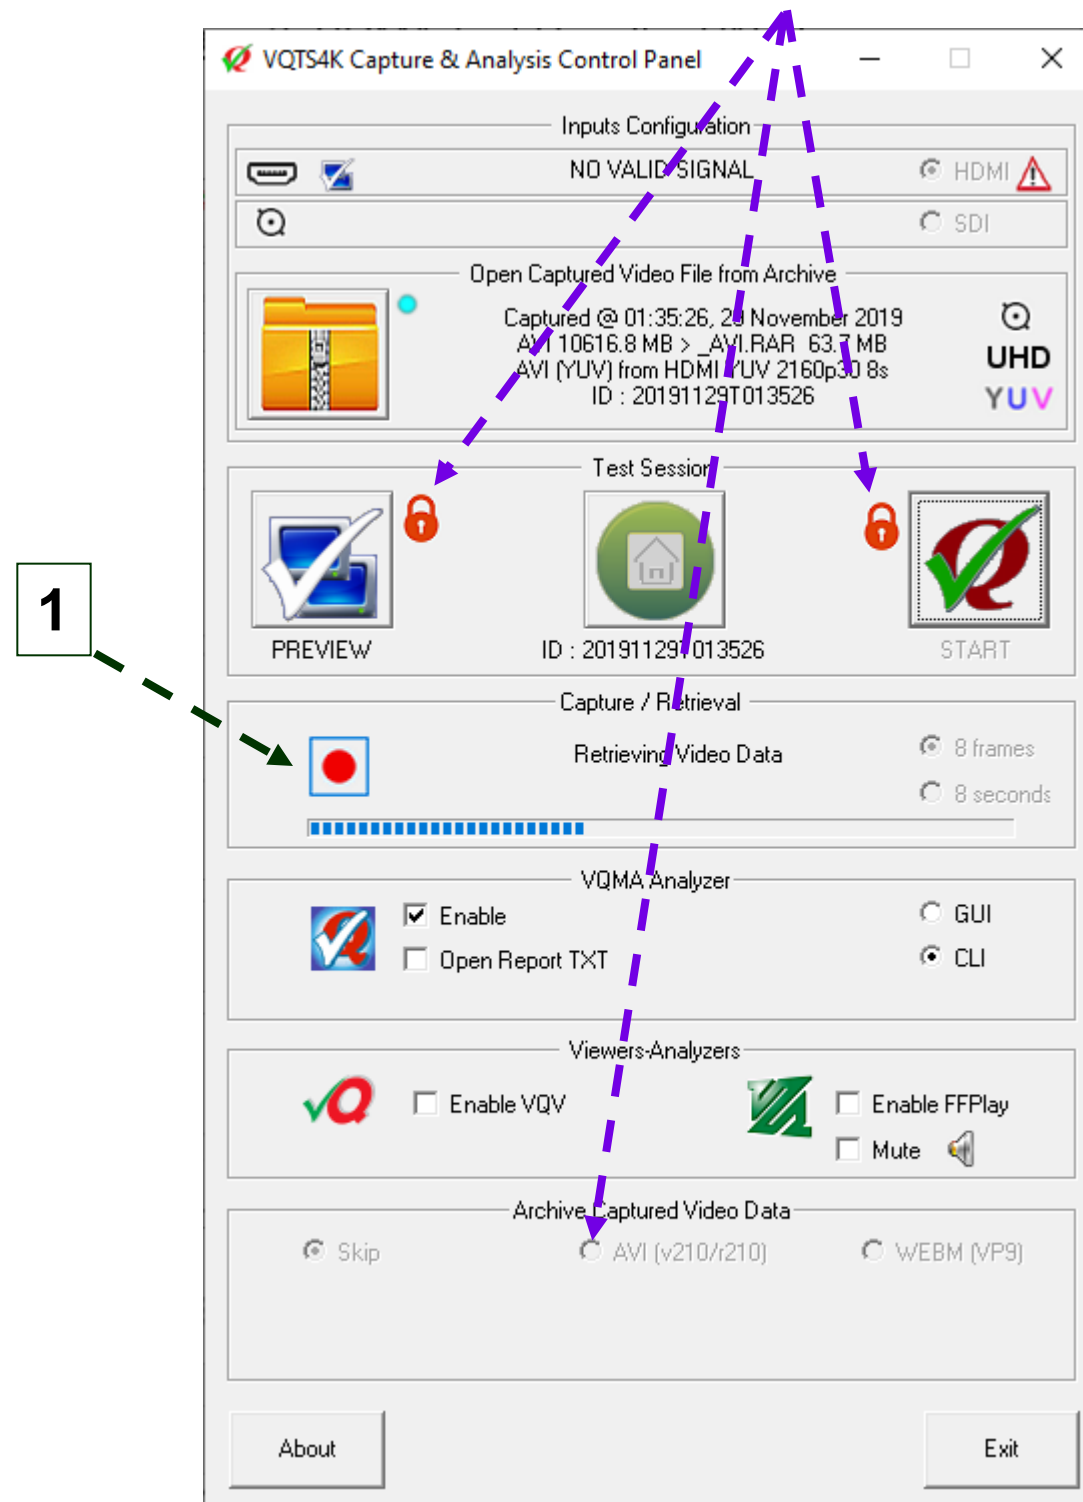 VQTS4K Capture & Analysis Control Panel
Inputs Configuration
NO VALID SIGNAL
HDMI
SDI
Open Captured Video File from Archive
Captured @ 01:35:26, 29 November 2019
AVI 10616.8 MB > _AVI.RAR 63.7 MB
AVI (YUV) from HDMI YUV 2160p30 8s
ID : 20191129T013526
UHD
YUV
Test Session
PREVIEW
ID : 20191129T013526
START
1
Capture / Retrieval
Retrieving Video Data
8 frames
8 seconds
VQMA Analyzer
Enable
GUI
Open Report TXT
CLI
Viewers-Analyzers
Enable VQV
Enable FFPlay
Mute
Archive Captured Video Data
Skip
AVI (v210/r210)
WEBM (VP9)
About
Exit